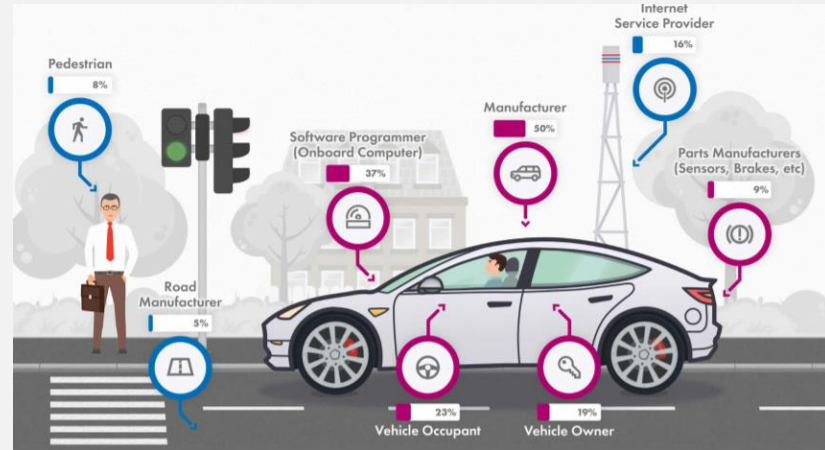 Internet
Service Provider
16%
Pedestrian
8%
Manufacturer
50%
Software Programmer
(Onboard Computer)
37%
Parts Manufacturers
(Sensors, Brakes, etc)
9%
Road
Manufacturer
5%
23%
Vehicle Occupant
19%
Vehicle Owner